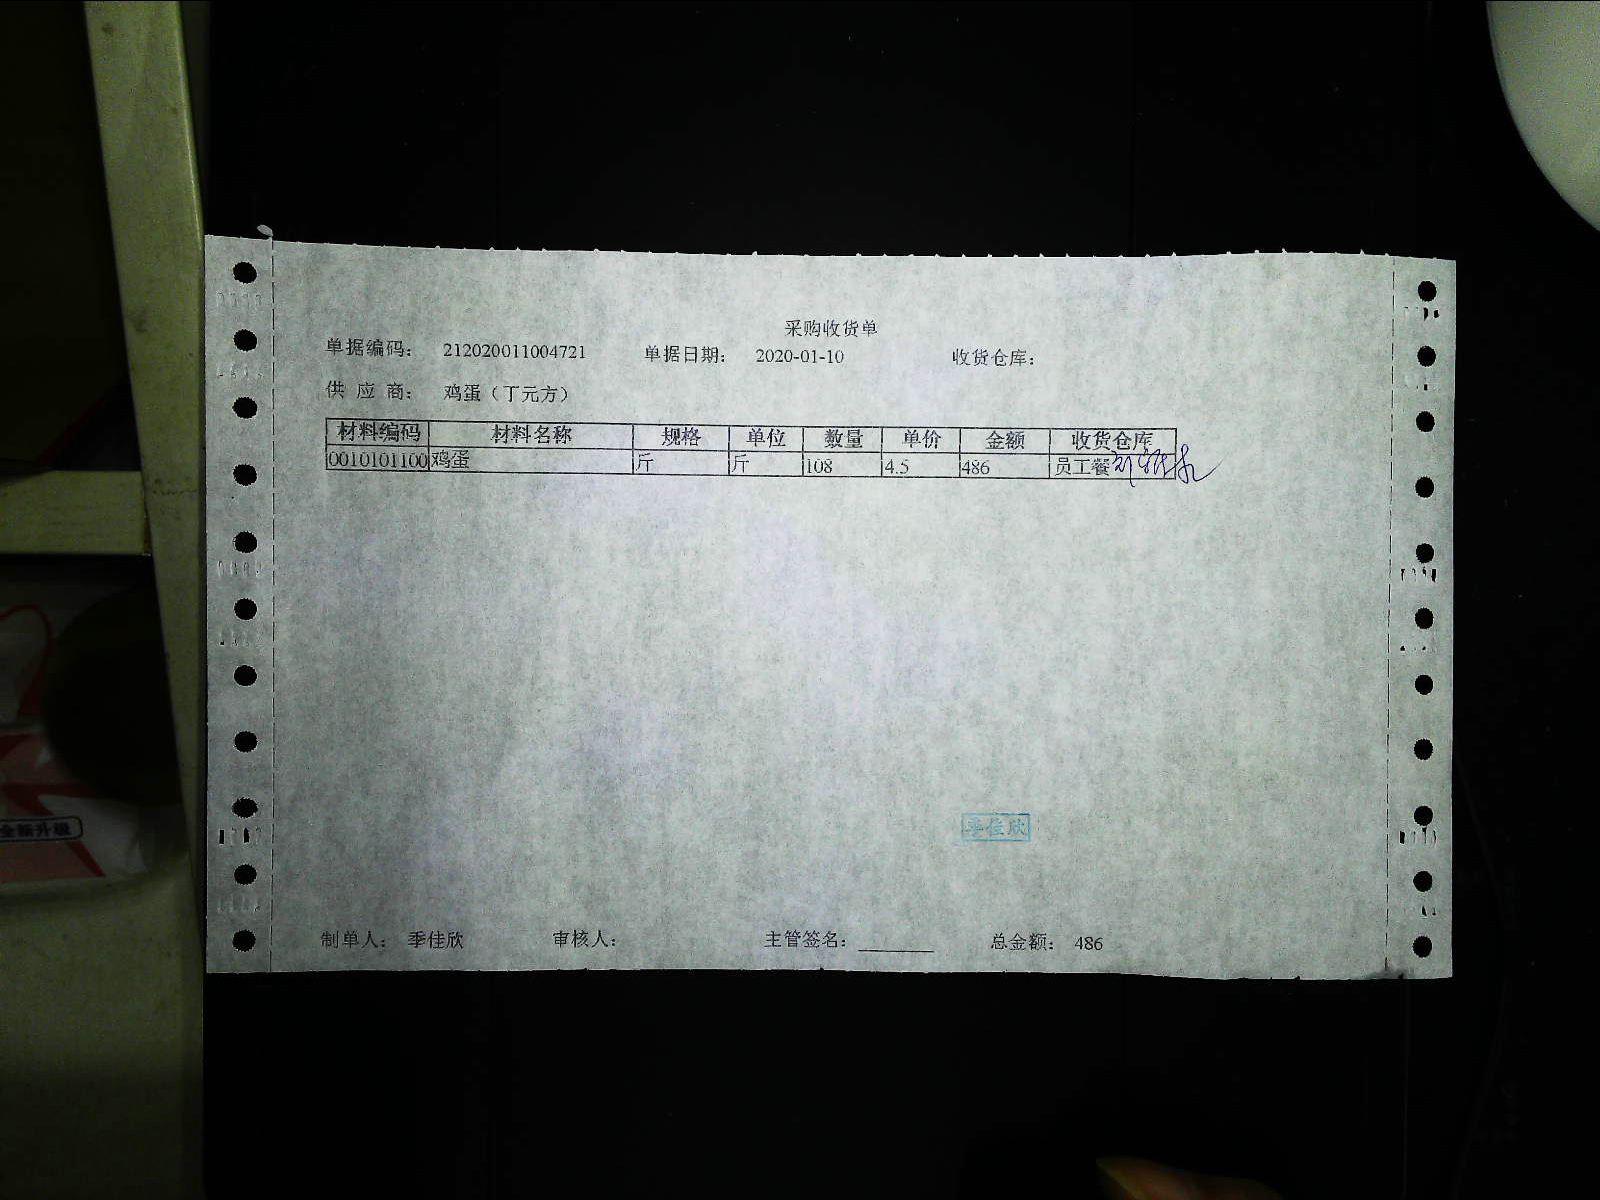 采购收货单
单据编码： 212020011004721 单据日期： 2020-01-10 收货仓库：
供 应 商： 鸡蛋（丁元方）
材料编码 材料名称 规格 单位 数量 单价 金额 收货仓库
0010101100 鸡蛋 斤 斤 108 4.5 486 员工餐
季佳欣
制单人： 季佳欣 审核人： 主管签名： 总金额： 486
全新升级